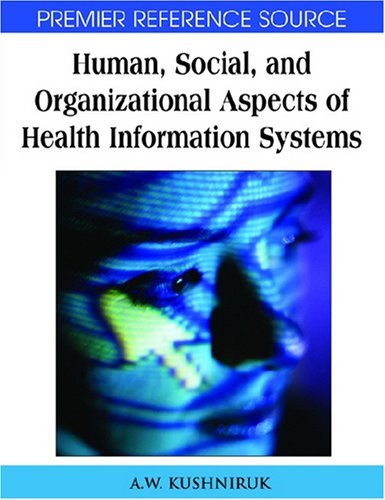 PREMIER REFERENCE SOURCE
Human, Social, and
Organizational Aspects of
Health Information Systems
A.W. KUSHNIRUK